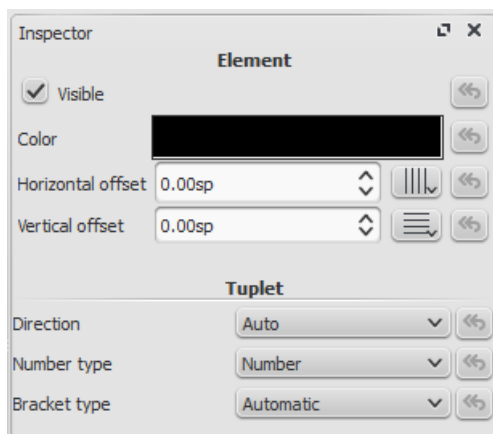 Inspector
Element
Visible
Color
Horizontal offset 0.00sp
Vertical offset 0.00sp
Tuplet
Direction Auto
Number type Number
Bracket type Automatic